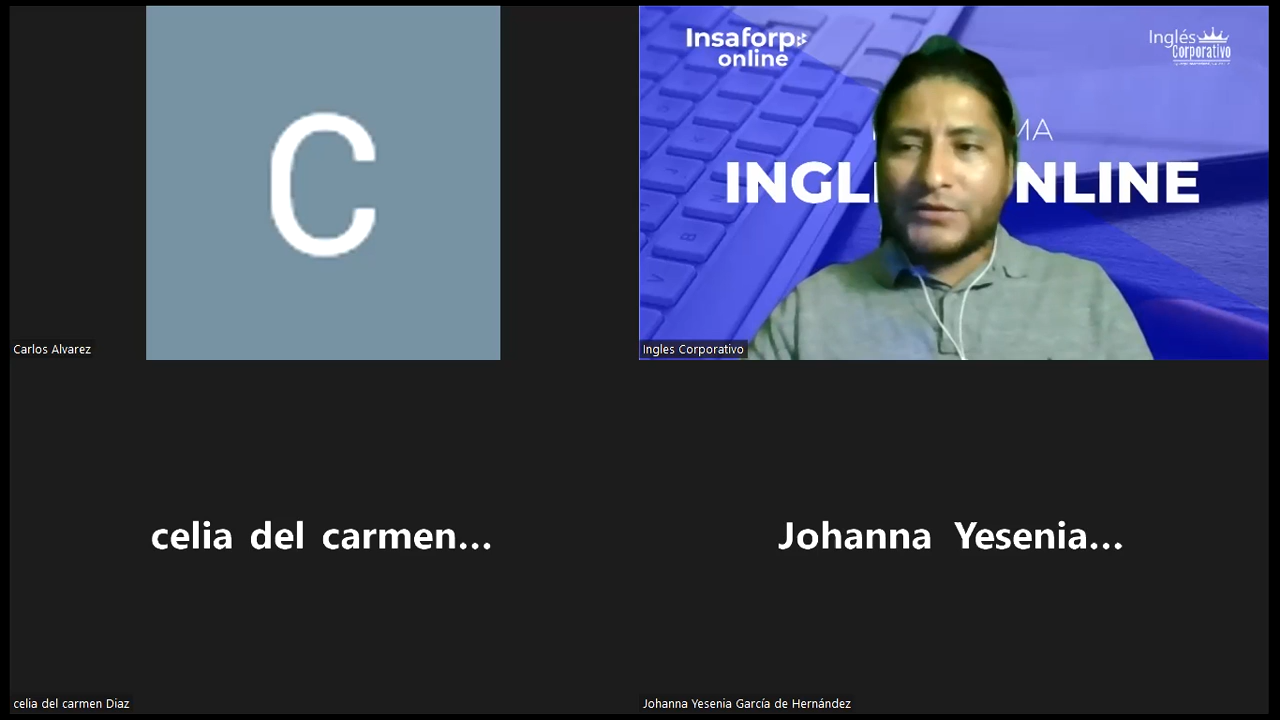 C
Carlos Alvarez
Insaforp
online
Inglés
Corporativo
MA
INGL NLINE
Ingles Corporativo
celia del carmen...
Johanna Yesenia...
celia del carmen Diaz
Johanna Yesenia García de Hernández